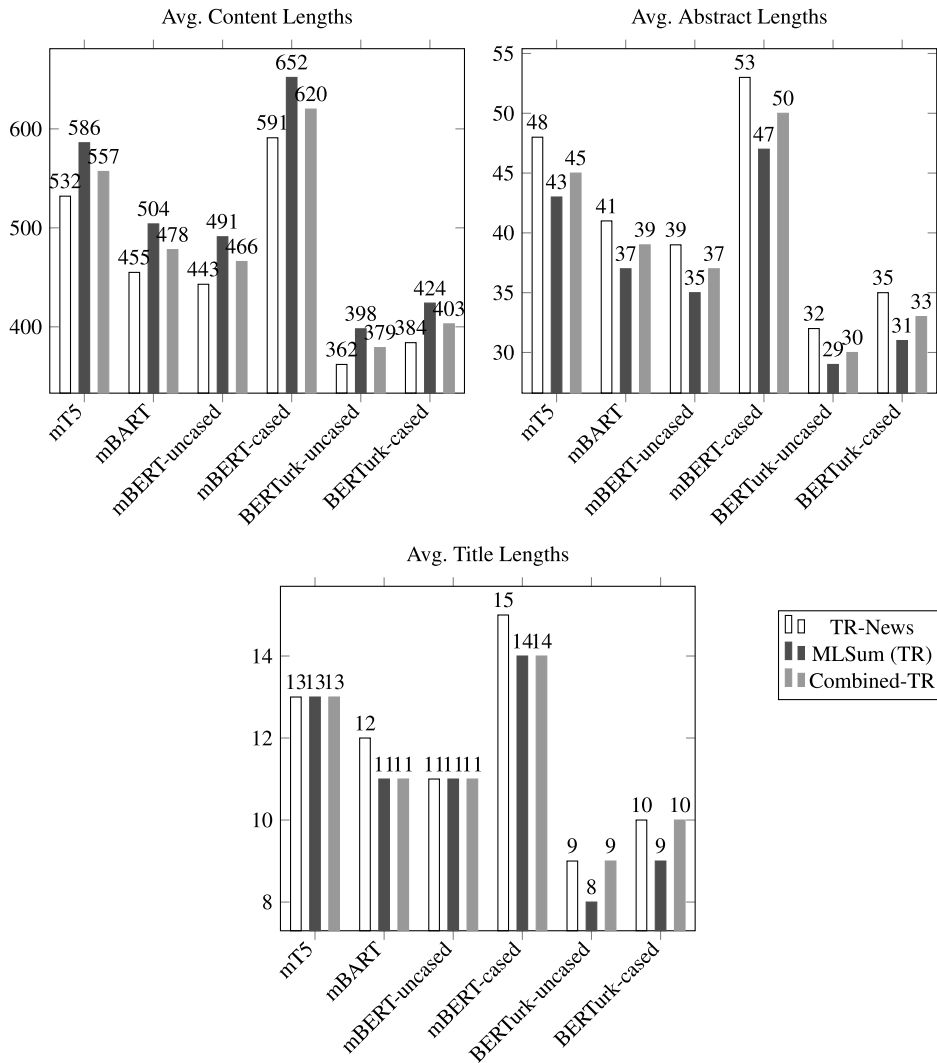 Avg. Content Lengths
600
500
400
532
586
557
455
504
478
443
491
466
591
652
620
362
398
379
384
424
403
mT5
mBART
mBERT-uncased
mBERT-cased
BERTurk-uncased
BERTurk-cased
Avg. Abstract Lengths
55
50
45
40
35
30
48
43
45
41
37
39
39
35
37
53
47
50
32
29
30
35
31
33
mT5
mBART
mBERT-uncased
mBERT-cased
BERTurk-uncased
BERTurk-cased
Avg. Title Lengths
14
12
10
8
13
13
13
12
11
11
11
11
11
15
14
14
9
8
9
10
9
10
mT5
mBART
mBERT-uncased
mBERT-cased
BERTurk-uncased
BERTurk-cased
TR-News
MLSum (TR)
Combined-TR